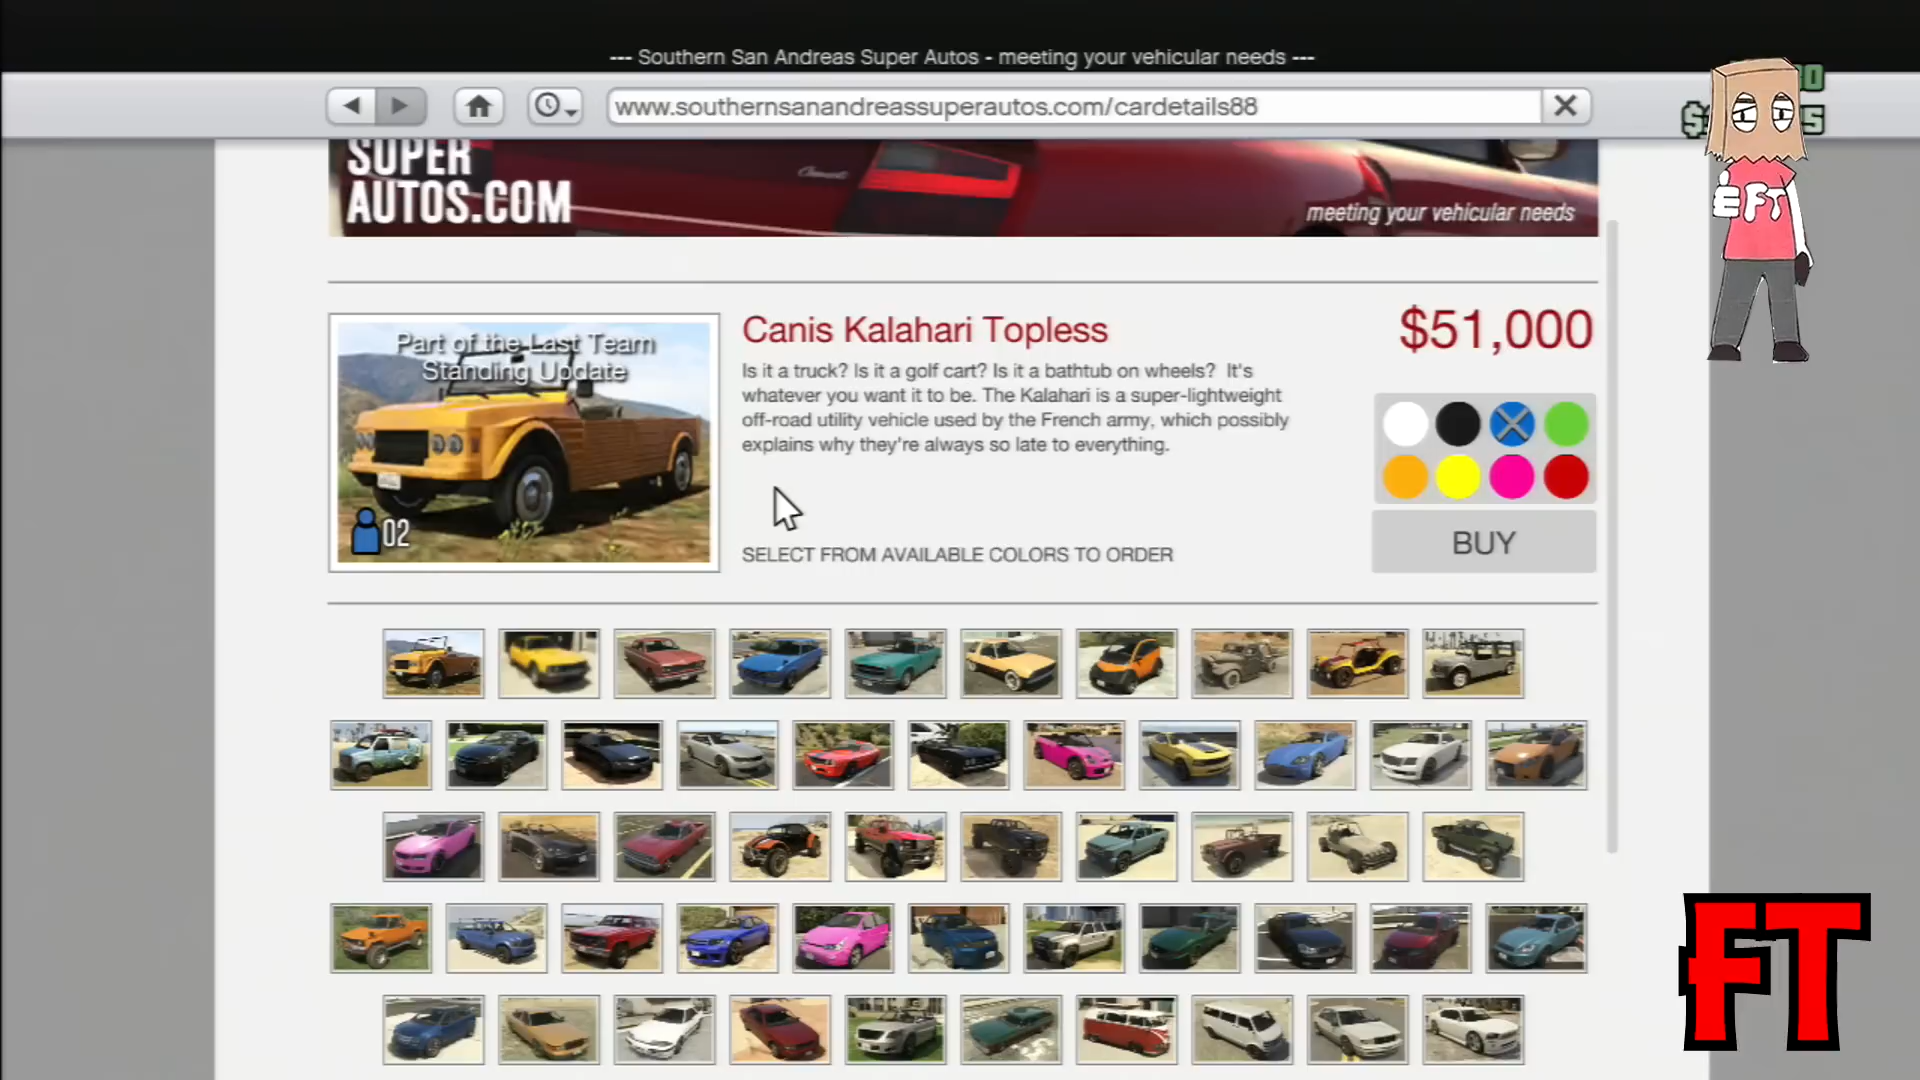 --- Southern San Andreas Super Autos - meeting your vehicular needs ---
www.southernsanandreassuperautos.com/cardetails88
SUPER
AUTOS.COM
meeting your vehicular needs
Part of the Last Team
Standing Update
02
Canis Kalahari Topless
Is it a truck? Is it a golf cart? Is it a bathtub on wheels? It's
whatever you want it to be. The Kalahari is a super-lightweight
off-road utility vehicle used by the French army, which possibly
explains why they're always so late to everything.
SELECT FROM AVAILABLE COLORS TO ORDER
$51,000
BUY
FT
FT